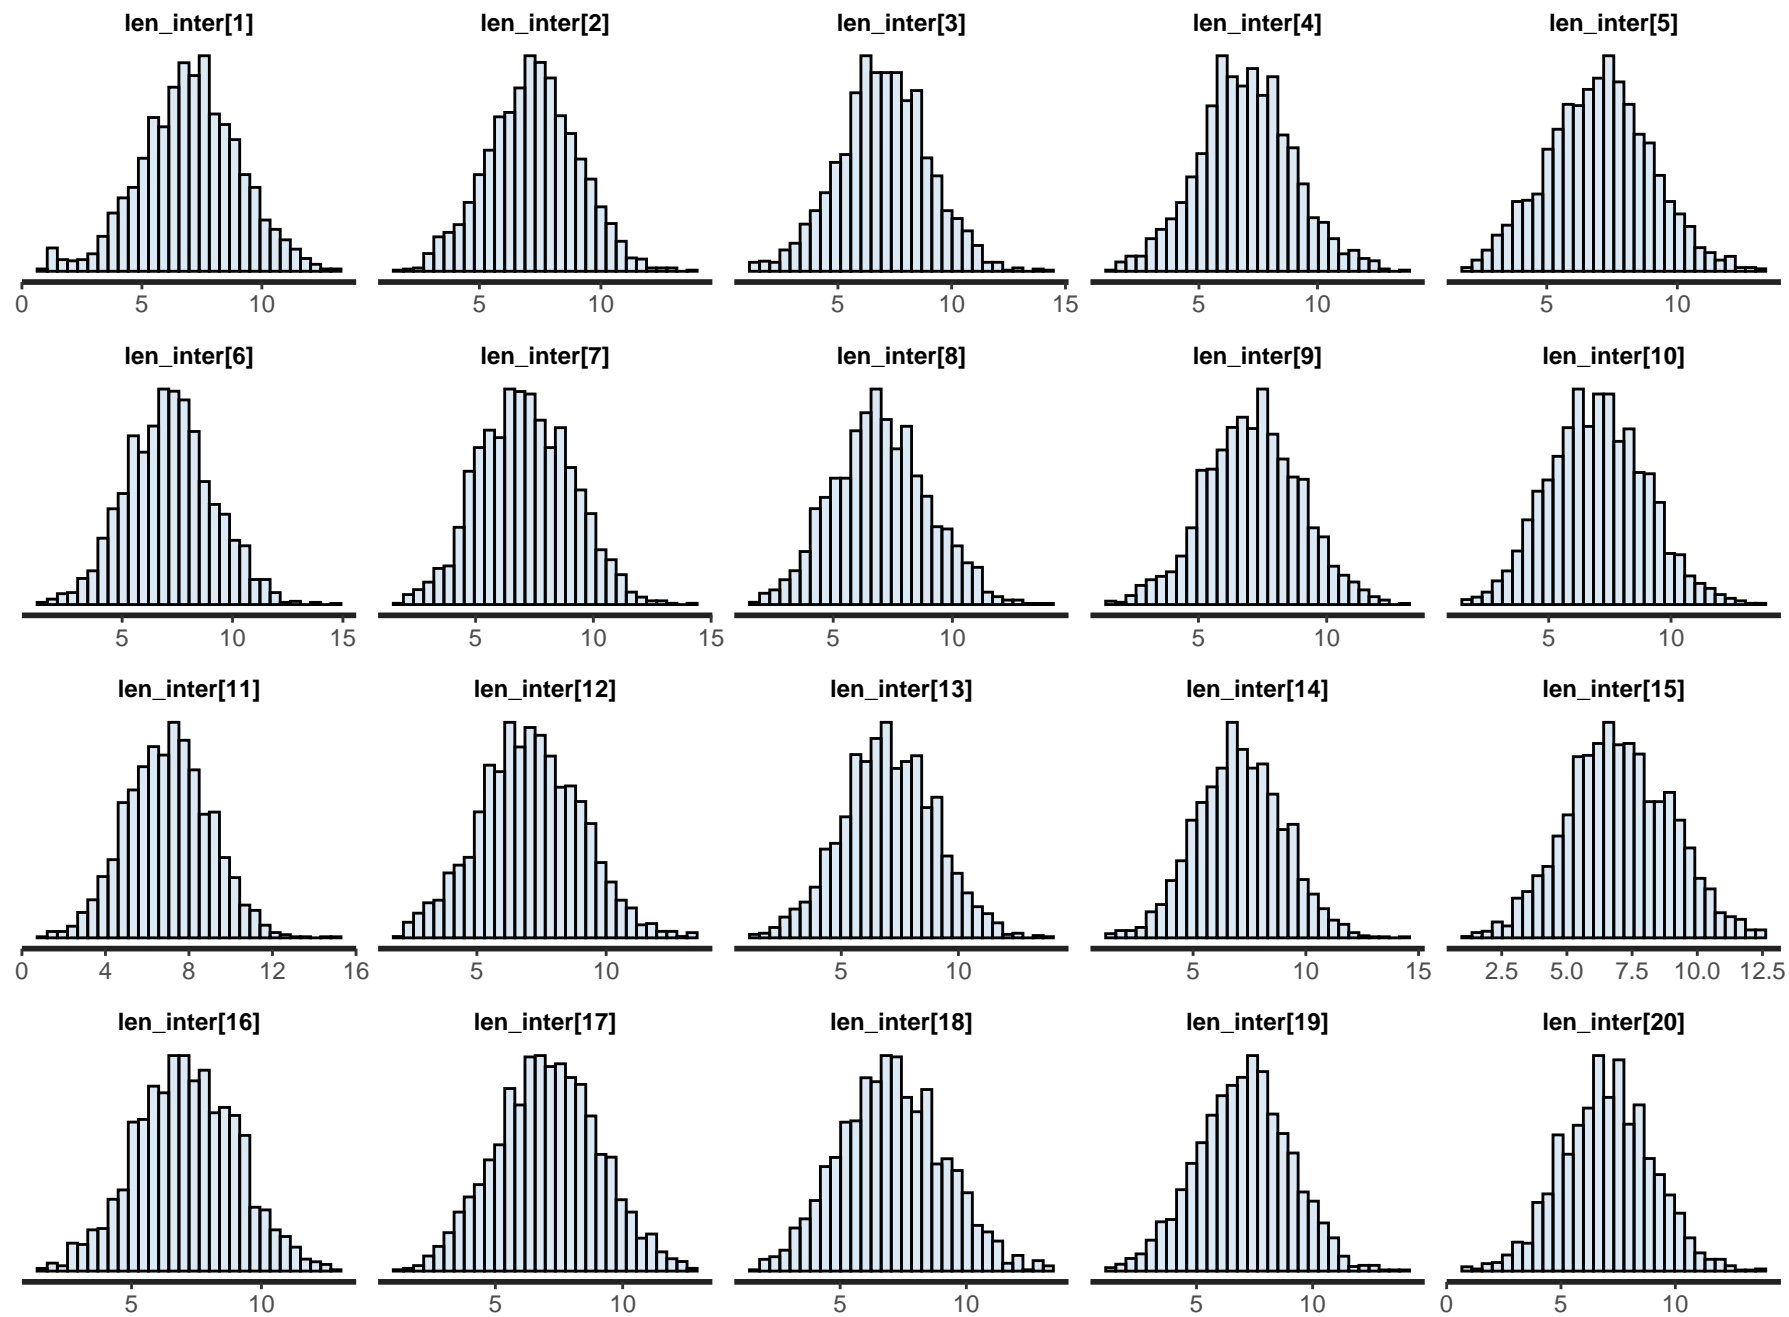 len_inter[1] len_inter[2] len_inter[3] len_inter[4] len_inter[5]
0 5 10 5 10 5 10 15 5 10 5 10
len_inter[6] len_inter[7] len_inter[8] len_inter[9] len_inter[10]
5 10 15 5 10 15 5 10 5 10 5 10
len_inter[11] len_inter[12] len_inter[13] len_inter[14] len_inter[15]
0 4 8 12 16 5 10 5 10 5 10 15 2.5 5.0 7.5 10.0 12.5
len_inter[16] len_inter[17] len_inter[18] len_inter[19] len_inter[20]
5 10 5 10 5 10 5 10 0 5 10